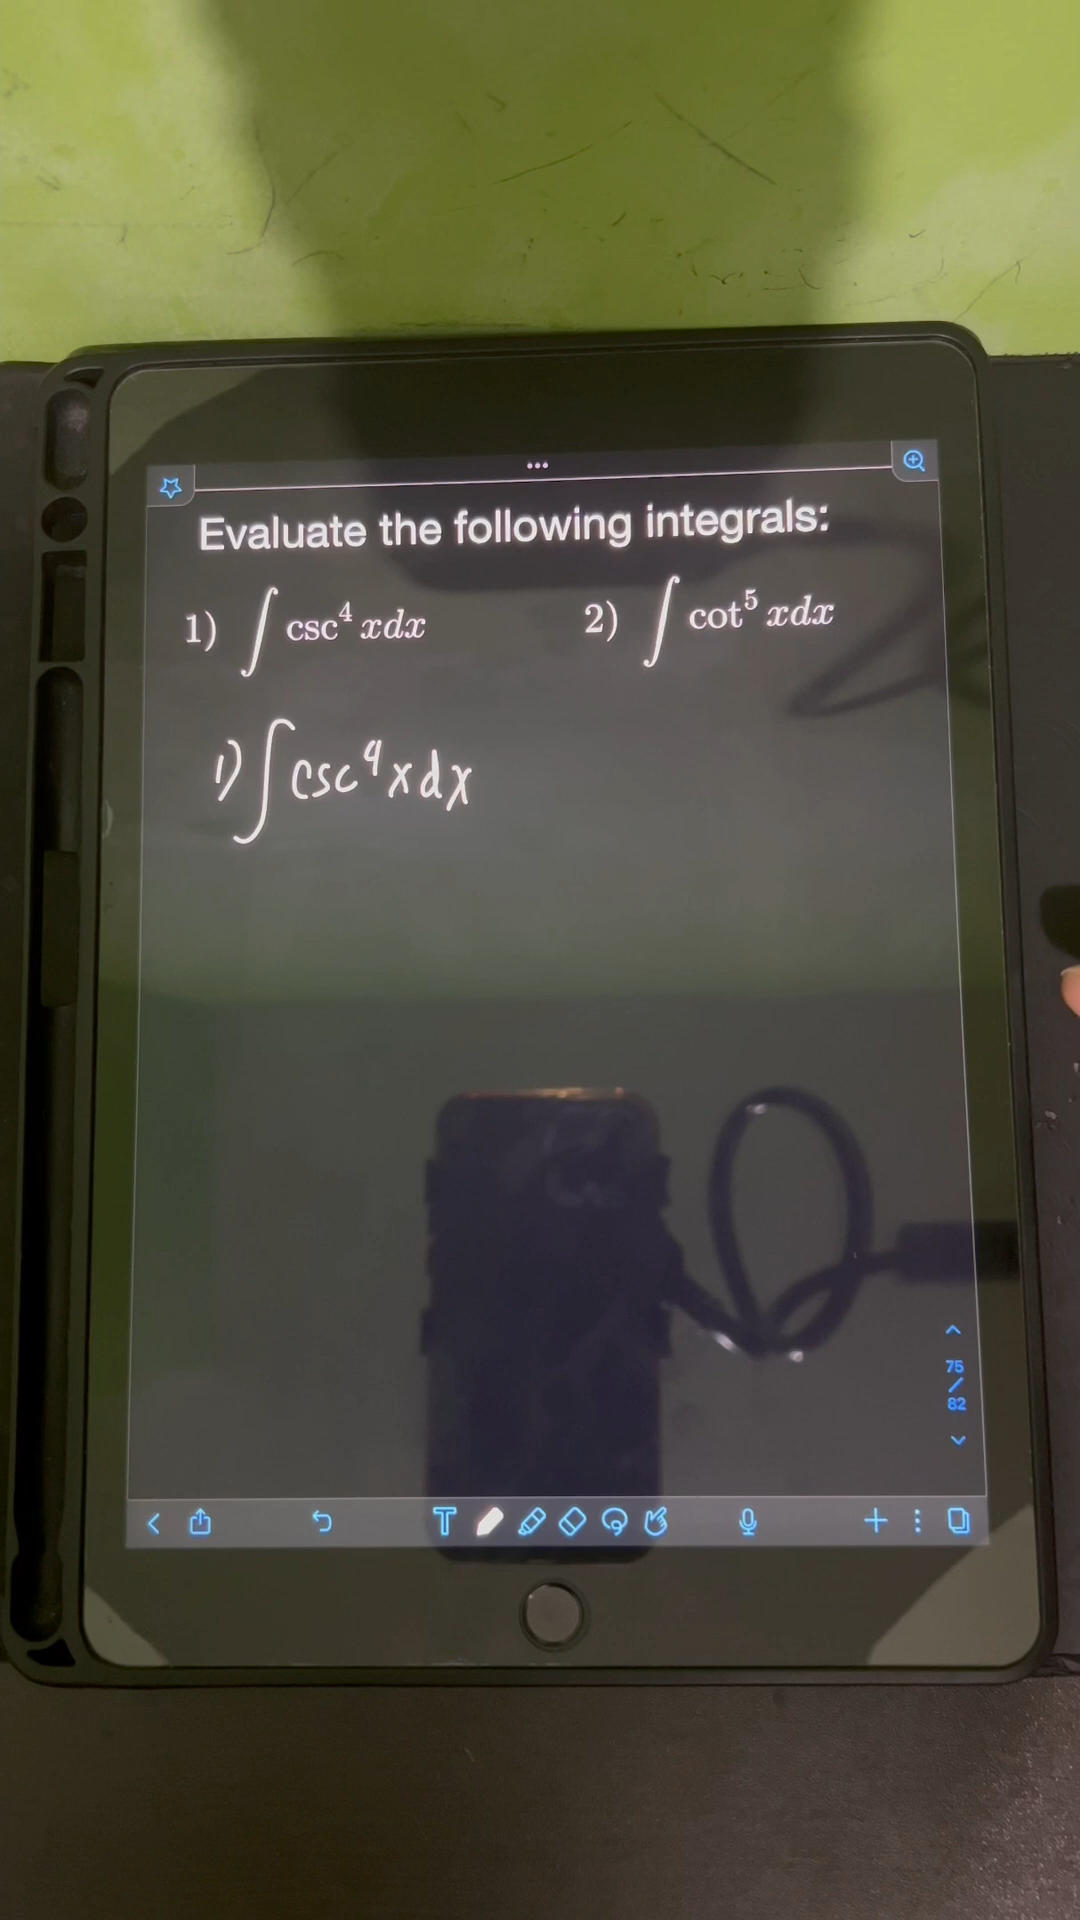 Evaluate the following integrals:
1) ∫ csc⁴ xdx 2) ∫ cot⁵ xdx
1) ∫ csc⁴ x dx
75
/
82
T